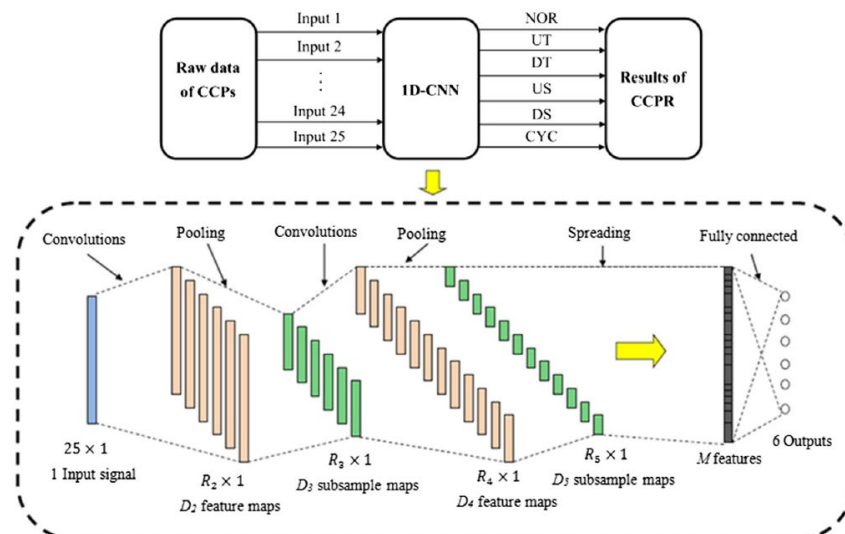 Raw data
of CCPs
Input 1
Input 2
⋮
Input 24
Input 25
1D-CNN
NOR
UT
DT
US
DS
CYC
Results of
CCPR
Convolutions
Pooling
Convolutions
Pooling
Spreading
Fully connected
25 × 1
1 Input signal
R₂ × 1
D₂ feature maps
R₃ × 1
D₃ subsample maps
R₄ × 1
D₄ feature maps
R₅ × 1
D₅ subsample maps
M features
6 Outputs